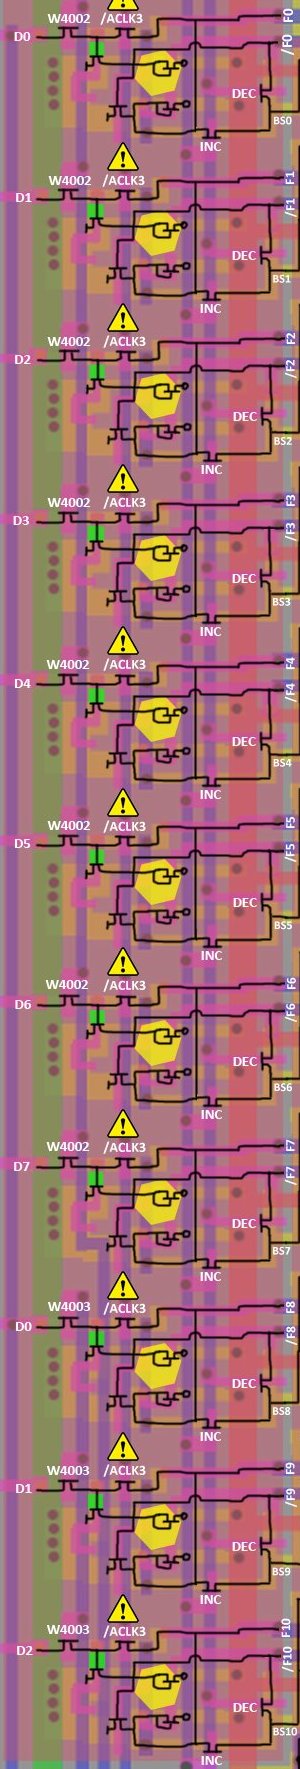 W4002 /ACLK3 F0
D0 /F0
DEC
BS0
INC
W4002 /ACLK3 F1
D1 /F1
DEC
BS1
INC
W4002 /ACLK3 F2
D2 /F2
DEC
BS2
INC
W4002 /ACLK3 F3
D3 /F3
DEC
BS3
INC
W4002 /ACLK3 F4
D4 /F4
DEC
BS4
INC
W4002 /ACLK3 F5
D5 /F5
DEC
BS5
INC
W4002 /ACLK3 F6
D6 /F6
DEC
BS6
INC
W4002 /ACLK3 F7
D7 /F7
DEC
BS7
INC
W4003 /ACLK3 F8
D0 /F8
DEC
BS8
INC
W4003 /ACLK3 F9
D1 /F9
DEC
BS9
INC
W4003 /ACLK3 F10
D2 /F10
DEC
BS10
INC